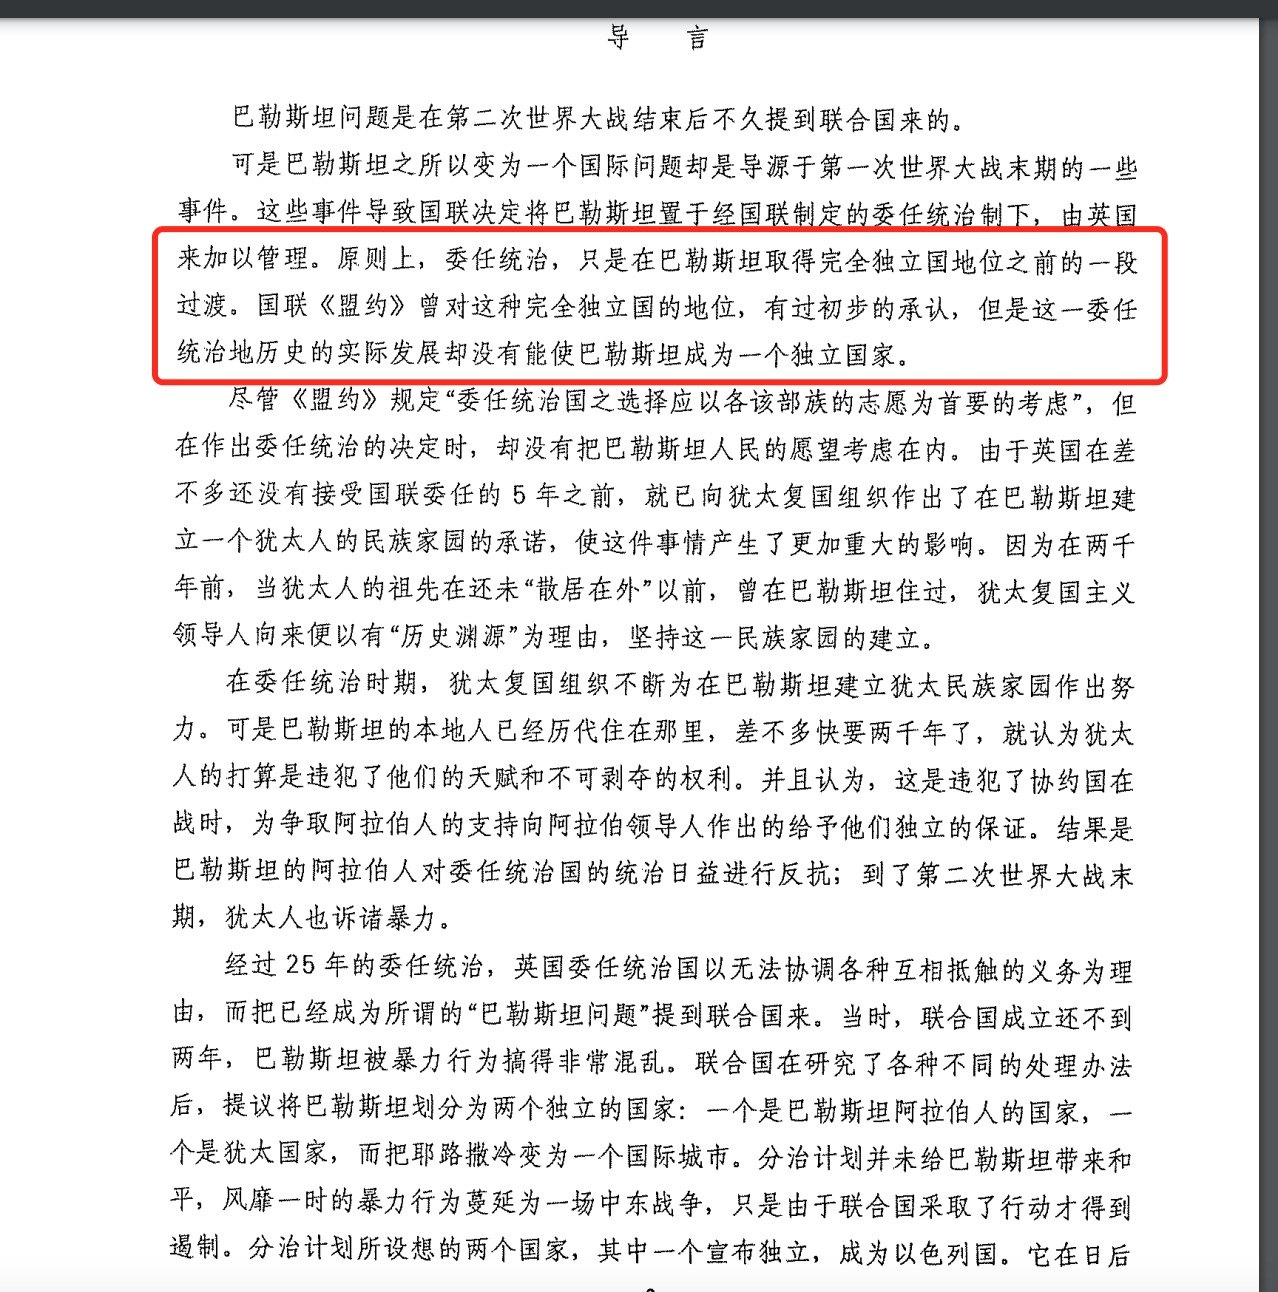 导 言
巴勒斯坦问题是在第二次世界大战结束后不久提到联合国来的。
可是巴勒斯坦之所以变为一个国际问题却是导源于第一次世界大战末期的一些
事件。这些事件导致国联决定将巴勒斯坦置于经国联制定的委任统治制下，由英国
来加以管理。原则上，委任统治，只是在巴勒斯坦取得完全独立国地位之前的一段
过渡。国联《盟约》曾对这种完全独立国的地位，有过初步的承认，但是这一委任
统治地历史的实际发展却没有能使巴勒斯坦成为一个独立国家。
尽管《盟约》规定“委任统治国之选择应以各该部族的志愿为首要的考虑”，但
在作出委任统治的决定时，却没有把巴勒斯坦人民的愿望考虑在内。由于英国在差
不多还没有接受国联委任的 5 年之前，就已向犹太复国组织作出了在巴勒斯坦建
立一个犹太人的民族家园的承诺，使这件事情产生了更加重大的影响。因为在两千
年前，当犹太人的祖先在还未“散居在外”以前，曾在巴勒斯坦住过，犹太复国主义
领导人向来便以有“历史渊源”为理由，坚持这一民族家园的建立。
在委任统治时期，犹太复国组织不断为在巴勒斯坦建立犹太民族家园作出努
力。可是巴勒斯坦的本地人已经历代住在那里，差不多快要两千年了，就认为犹太
人的打算是违犯了他们的天赋和不可剥夺的权利。并且认为，这是违犯了协约国在
战时，为争取阿拉伯人的支持向阿拉伯领导人作出的给予他们独立的保证。结果是
巴勒斯坦的阿拉伯人对委任统治国的统治日益进行反抗；到了第二次世界大战末
期，犹太人也诉诸暴力。
经过 25 年的委任统治，英国委任统治国以无法协调各种互相抵触的义务为理
由，而把已经成为所谓的“巴勒斯坦问题”提到联合国来。当时，联合国成立还不到
两年，巴勒斯坦被暴力行为搞得非常混乱。联合国在研究了各种不同的处理办法
后，提议将巴勒斯坦划分为两个独立的国家：一个是巴勒斯坦阿拉伯人的国家，一
个是犹太国家，而把耶路撒冷变为一个国际城市。分治计划并未给巴勒斯坦带来和
平，风靡一时的暴力行为蔓延为一场中东战争，只是由于联合国采取了行动才得到
遏制。分治计划所设想的两个国家，其中一个宣布独立，成为以色列国。它在日后